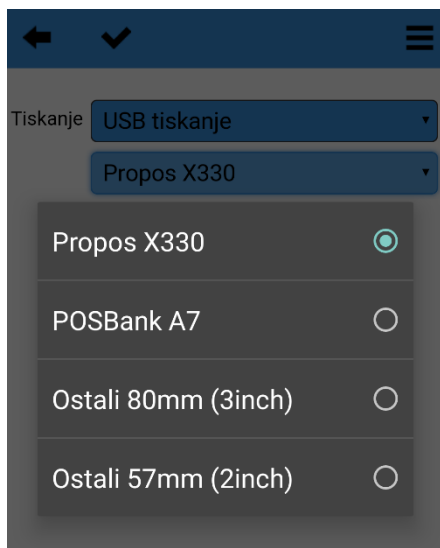 Tiskanje USB tiskanje
Propos X330
Propos X330
POSBank A7
Ostali 80mm (3inch)
Ostali 57mm (2inch)